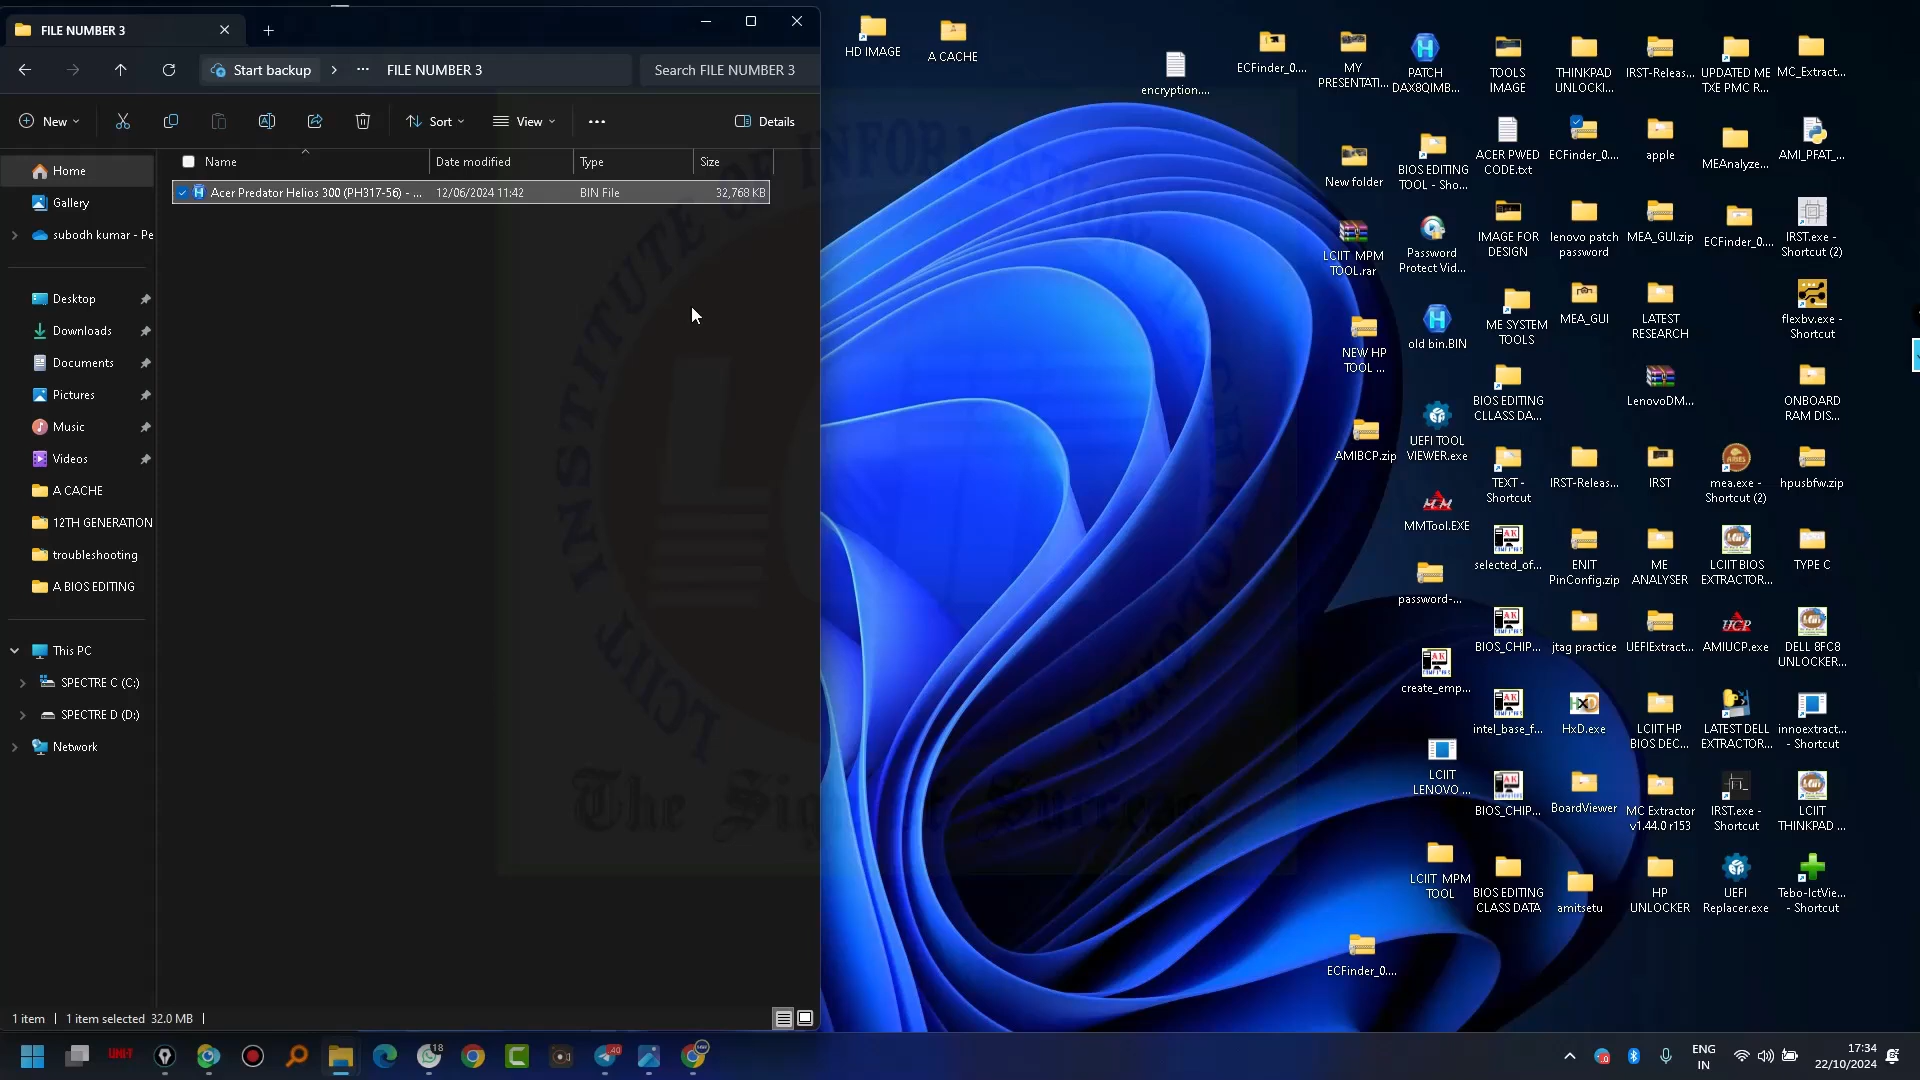 FILE NUMBER 3
Start backup
FILE NUMBER 3
Search FILE NUMBER 3
New
Sort
View
Details
Name
Date modified
Type
Size
Acer Predator Helios 300 (PH317-56) - ...
12/06/2024 11:42
BIN File
32,768 KB
Home
Gallery
subodh kumar - Pe
Desktop
Downloads
Documents
Pictures
Music
Videos
A CACHE
12TH GENERATION
troubleshooting
A BIOS EDITING
This PC
SPECTRE C (C:)
SPECTRE D (D:)
Network
1 item
1 item selected 32.0 MB
HD IMAGE
A CACHE
encryption....
ECFinder_0....
MY
PRESENTATI...
PATCH
DAX8QIMB...
TOOLS
IMAGE
THINKPAD
UNLOCKI...
IRST-Releas...
UPDATED ME
TXE PMC R...
MC_Extract...
New folder
BIOS EDITING
TOOL - Sho...
ACER PWED
CODE.txt
ECFinder_0....
apple
MEAnalyze...
AMI_PFAT_...
LCIIT MPM
TOOL.rar
Password
Protect Vid...
IMAGE FOR
DESIGN
lenovo patch
password
MEA_GUI.zip
ECFinder_0....
IRST.exe -
Shortcut (2)
NEW HP
TOOL ...
old bin.BIN
ME SYSTEM
TOOLS
MEA_GUI
LATEST
RESEARCH
flexbv.exe -
Shortcut
AMIBCP.zip
UEFI TOOL
VIEWER.exe
BIOS EDITING
CLLASS DA...
LenovoDM...
ONBOARD
RAM DIS...
MMTool.EXE
TEXT -
Shortcut
IRST-Releas...
IRST
mea.exe -
Shortcut (2)
hpusbfw.zip
password-...
selected_of...
ENIT
PinConfig.zip
ME
ANALYSER
LCIIT BIOS
EXTRACTOR...
TYPE C
create_emp...
BIOS_CHIP...
jtag practice
UEFIExtract...
AMIUCP.exe
DELL 8FC8
UNLOCKER...
LCIIT
LENOVO ...
intel_base_f...
HxD.exe
LCIIT HP
BIOS DEC...
LATEST DELL
EXTRACTOR...
innoextract...
- Shortcut
BIOS_CHIP...
BoardViewer
MC Extractor
v1.44.0 r153
IRST.exe -
Shortcut
LCIIT
THINKPAD ...
LCIIT MPM
TOOL
BIOS EDITING
CLASS DATA
amitsetu
HP
UNLOCKER
UEFI
Replacer.exe
Tebo-IctVie...
- Shortcut
ECFinder_0....
LCIIT INSTITUTE OF INFOR
The Sig
UNI-T
18
40
ENG
IN
17:34
22/10/2024